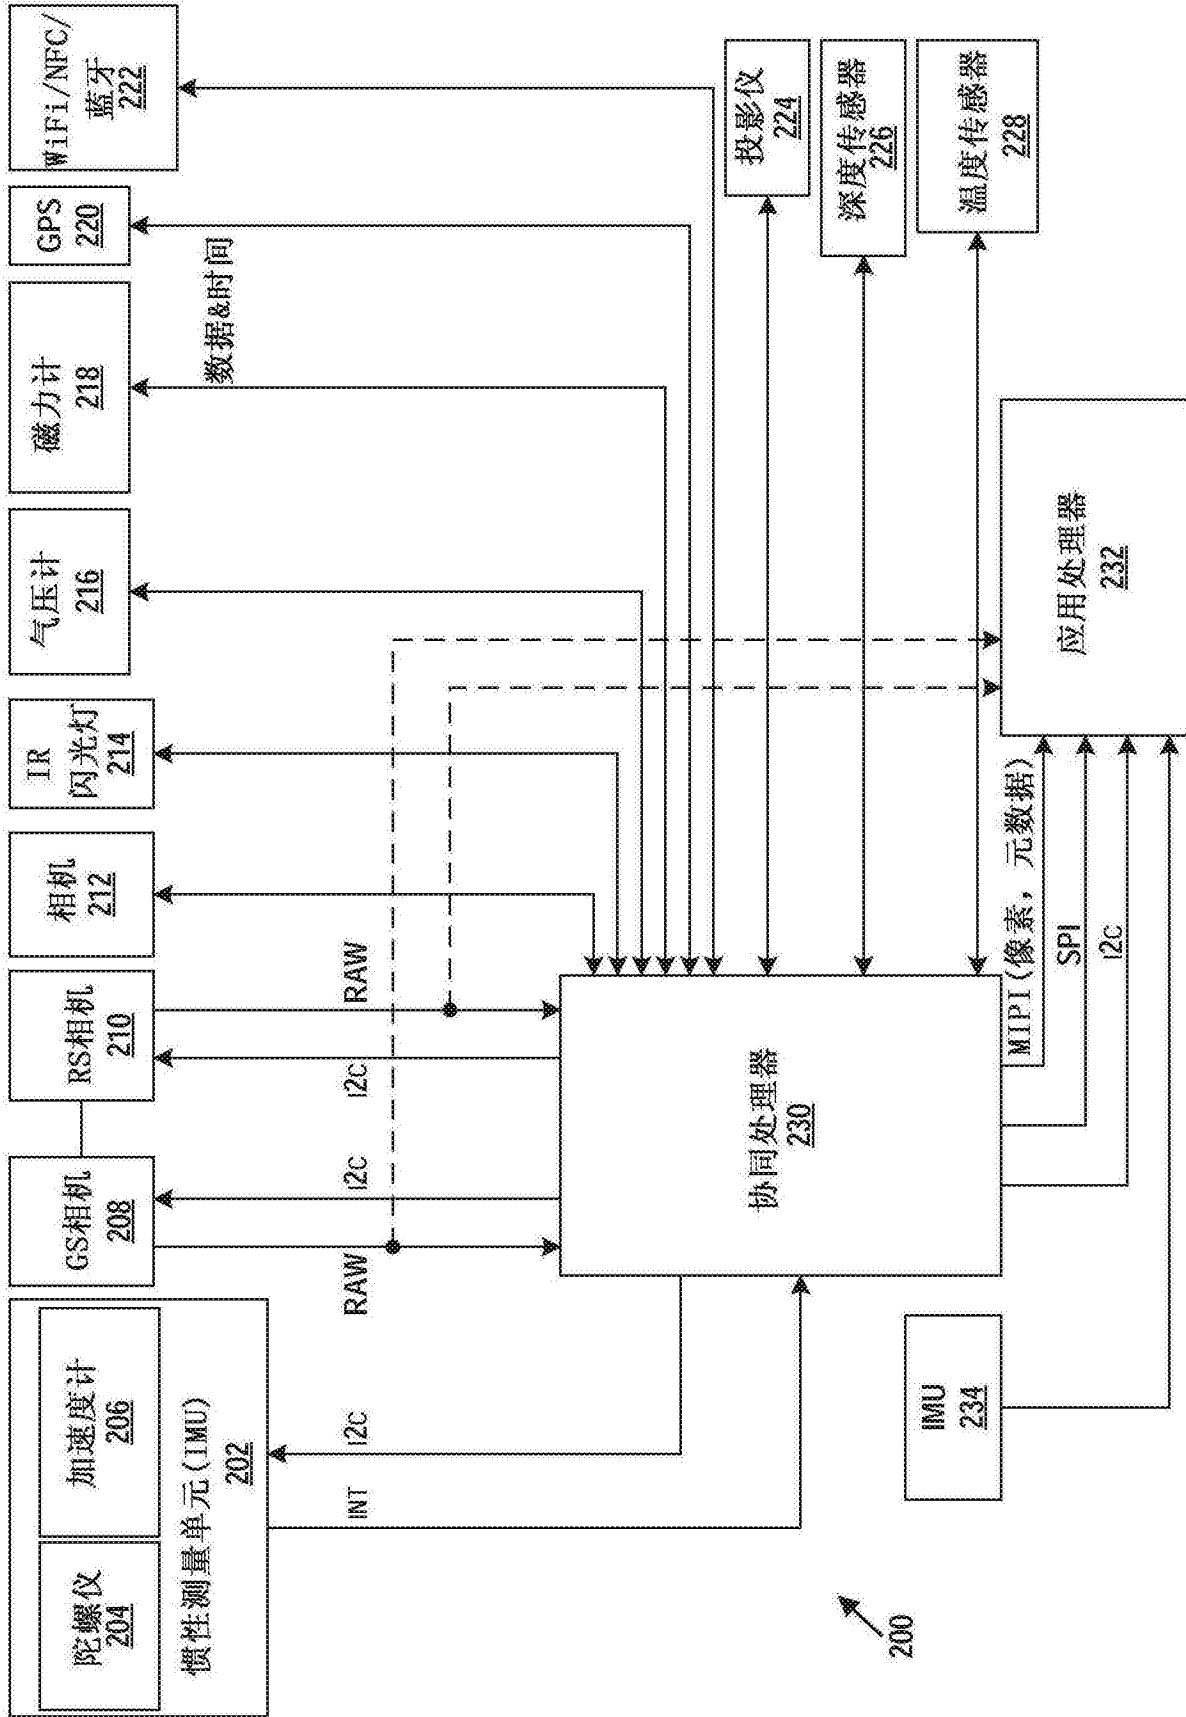 陀螺仪
204
加速度计
206
惯性测量单元(IMU)
202
GS相机
208
RS相机
210
相机
212
IR
闪光灯
214
气压计
216
磁力计
218
GPS
220
WiFi/NFC/
蓝牙
222
数据&时间
INT
I2C
RAW
I2C
I2C
RAW
协同处理器
230
投影仪
224
深度传感器
226
温度传感器
228
MIPI(像素，元数据)
SPI
I2C
应用处理器
232
IMU
234
200